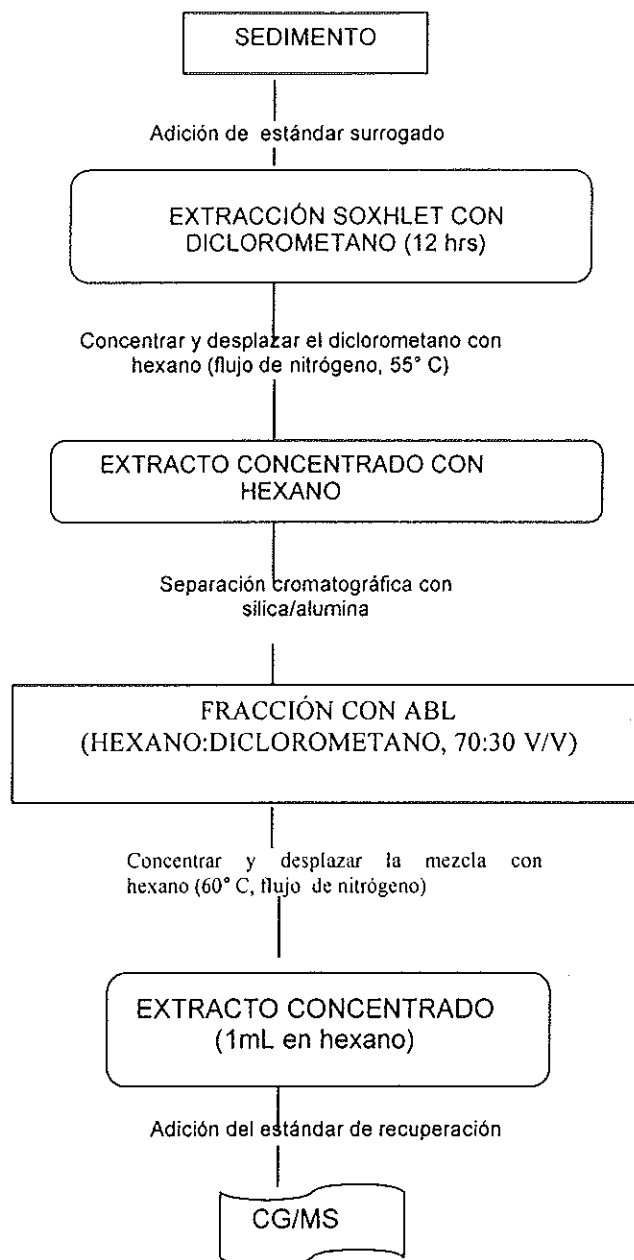 SEDIMENTO
Adición de estándar surrogado
EXTRACCIÓN SOXHLET CON
DICLOROMETANO (12 hrs)
Concentrar y desplazar el diclorometano con
hexano (flujo de nitrógeno, 55° C)
EXTRACTO CONCENTRADO CON
HEXANO
Separación cromatográfica con
silica/alumina
FRACCIÓN CON ABL
(HEXANO:DICLOROMETANO, 70:30 V/V)
Concentrar y desplazar la mezcla con
hexano (60° C, flujo de nitrógeno)
EXTRACTO CONCENTRADO
(1mL en hexano)
Adición del estándar de recuperación
CG/MS